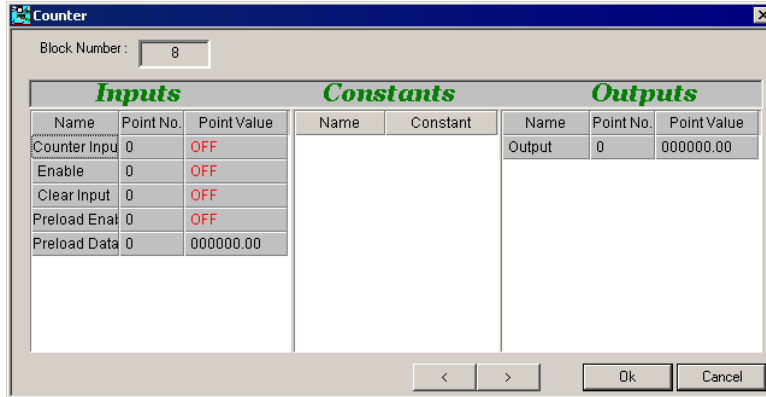 Counter
Block Number : 8
Inputs Constants Outputs
Name Point No. Point Value Name Constant Name Point No. Point Value
Counter Inpu 0 OFF Output 0 000000.00
Enable 0 OFF
Clear Input 0 OFF
Preload Enab 0 OFF
Preload Data 0 000000.00
< > Ok Cancel